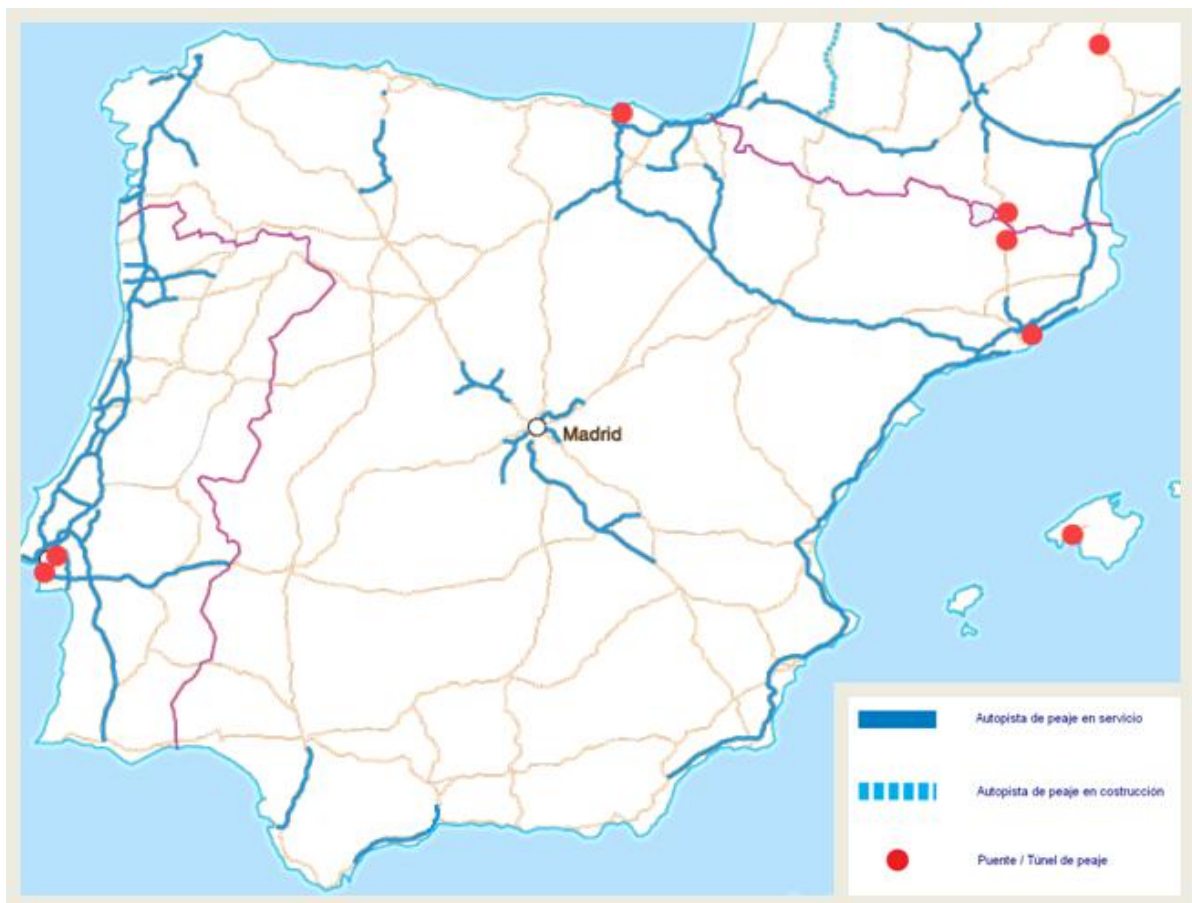 Madrid
Autopista de peaje en servicio
Autopista de peaje en costrucción
Puente / Túnel de peaje